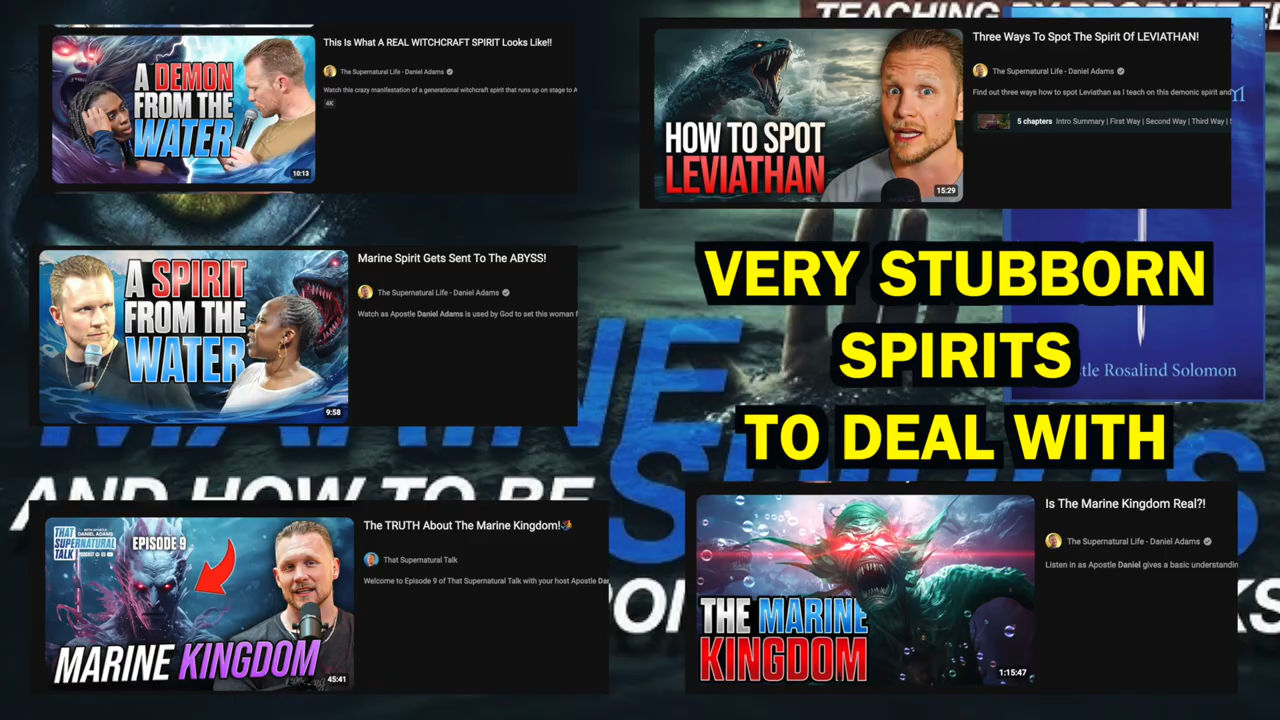 TEACHING BY PROPHET
This Is What A REAL WITCHCRAFT SPIRIT Looks Like!!
The Supernatural Life - Daniel Adams
Watch this crazy manifestation of a generational witchcraft spirit that runs up on stage to A
4K
A DEMON
FROM THE
WATER
10:13
Three Ways To Spot The Spirit Of LEVIATHAN!
The Supernatural Life - Daniel Adams
Find out three ways how to spot Leviathan as I teach on this demonic spirit and
5 chapters Intro Summary | First Way | Second Way | Third Way |
HOW TO SPOT
LEVIATHAN
15:29
Marine Spirit Gets Sent To The ABYSS!
The Supernatural Life - Daniel Adams
Watch as Apostle Daniel Adams is used by God to set this woman
A SPIRIT
FROM THE
WATER
9:58
VERY STUBBORN
SPIRITS
TO DEAL WITH
tle Rosalind Solomon
MARINE
SPIRITS
AND HOW TO BE
The TRUTH About The Marine Kingdom!
That Supernatural Talk
Welcome to Episode 9 of That Supernatural Talk with your host Apostle Da
THAT
SUPERNATURAL
TALK
WITH APOSTLE
DANIEL ADAMS
PODCAST
EPISODE 9
MARINE KINGDOM
45:41
Is The Marine Kingdom Real?!
The Supernatural Life - Daniel Adams
Listen in as Apostle Daniel gives a basic understandin
THE MARINE
KINGDOM
1:15:47